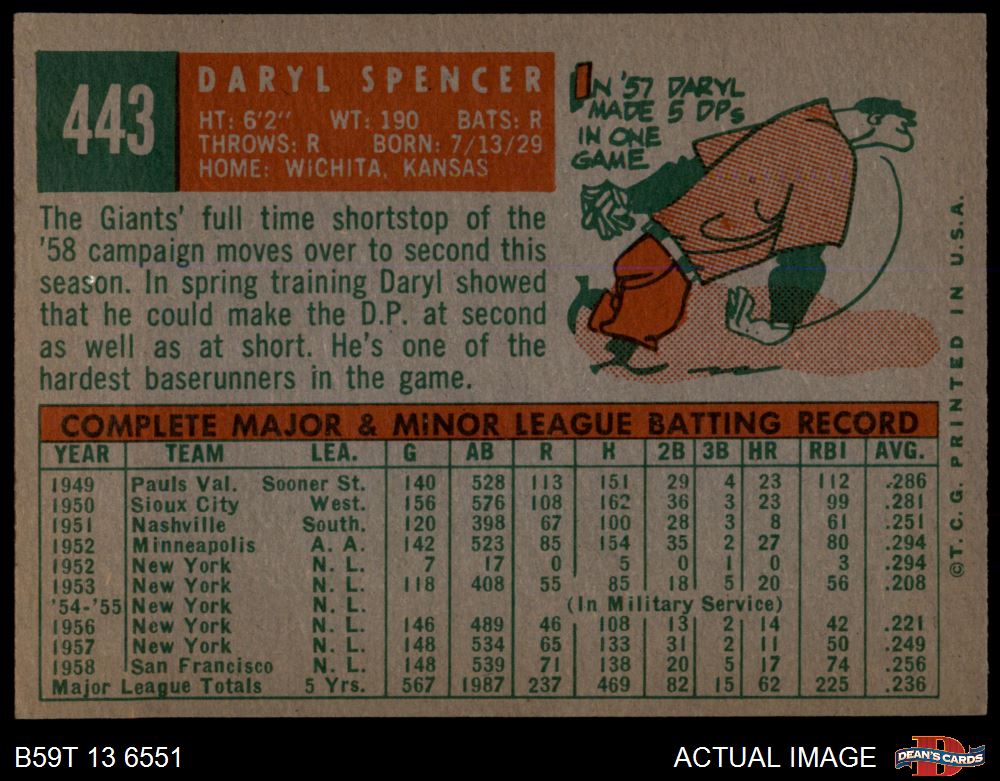 443
DARYL SPENCER
HT: 6'2" WT: 190 BATS: R
THROWS: R BORN: 7/13/29
HOME: WICHITA, KANSAS
IN '57 DARYL
MADE 5 DPs
IN ONE
GAME
The Giants' full time shortstop of the
'58 campaign moves over to second this
season. In spring training Daryl showed
that he could make the D.P. at second
as well as at short. He's one of the
hardest baserunners in the game.
COMPLETE MAJOR & MINOR LEAGUE BATTING RECORD
YEAR TEAM LEA. G AB R H 2B 3B HR RBI AVG.
1949 Pauls Val. Sooner St. 140 528 113 151 29 4 23 112 .286
1950 Sioux City West. 156 576 108 162 36 3 23 99 .281
1951 Nashville South. 120 398 67 100 28 3 8 61 .251
1952 Minneapolis A. A. 142 523 85 154 35 2 27 80 .294
1952 New York N. L. 7 17 0 5 0 1 0 3 .294
1953 New York N. L. 118 408 55 85 18 5 20 56 .208
'54-'55 New York N. L. (In Military Service)
1956 New York N. L. 146 489 46 108 13 2 14 42 .221
1957 New York N. L. 148 534 65 133 31 2 11 50 .249
1958 San Francisco N. L. 148 539 71 138 20 5 17 74 .256
Major League Totals 5 Yrs. 567 1987 237 469 82 15 62 225 .236
©T. C. G. PRINTED IN U.S.A.
B59T 13 6551
ACTUAL IMAGE
D
DEAN'S CARDS